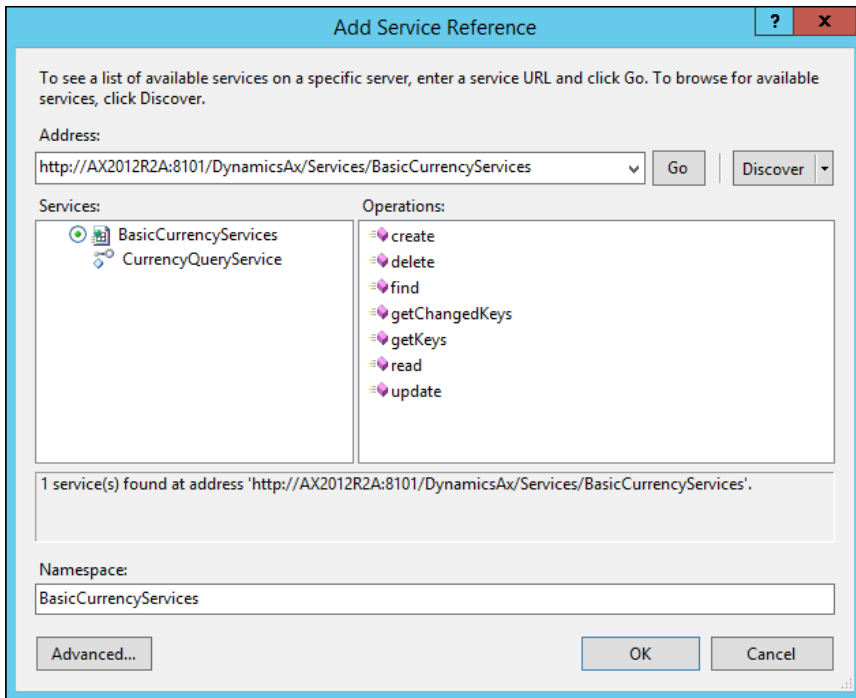 Add Service Reference
?
x
To see a list of available services on a specific server, enter a service URL and click Go. To browse for available
services, click Discover.
Address:
http://AX2012R2A:8101/DynamicsAx/Services/BasicCurrencyServices
Go
Discover
Services:
Operations:
BasicCurrencyServices
CurrencyQueryService
create
delete
find
getChangedKeys
getKeys
read
update
1 service(s) found at address 'http://AX2012R2A:8101/DynamicsAx/Services/BasicCurrencyServices'.
Namespace:
BasicCurrencyServices
Advanced...
OK
Cancel